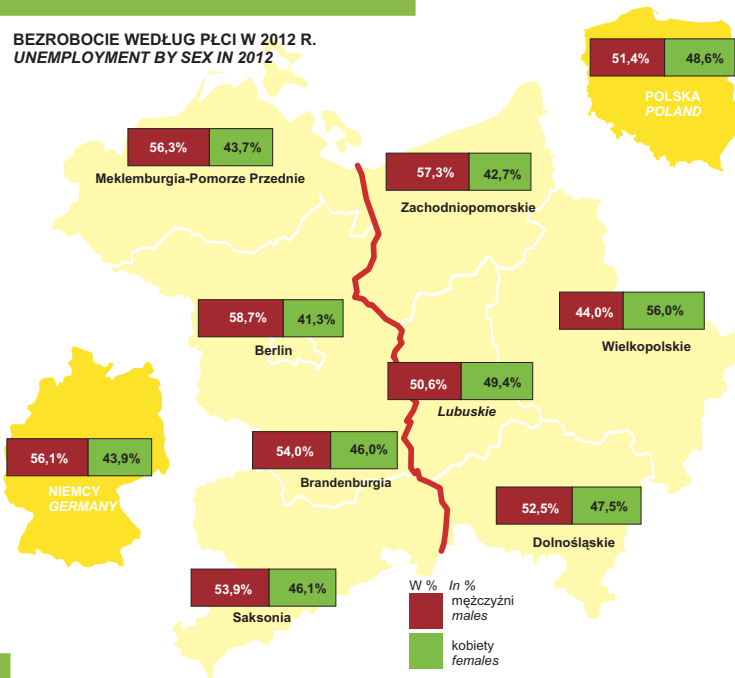 BEZROBOCIE WEDŁUG PŁCI W 2012 R.
UNEMPLOYMENT BY SEX IN 2012
51,4% 48,6%
POLSKA
POLAND
56,3% 43,7%
Meklemburgia-Pomorze Przednie
57,3% 42,7%
Zachodniopomorskie
58,7% 41,3%
Berlin
44,0% 56,0%
Wielkopolskie
50,6% 49,4%
Lubuskie
56,1% 43,9%
NIEMCY
GERMANY
54,0% 46,0%
Brandenburgia
52,5% 47,5%
Dolnośląskie
53,9% 46,1%
Saksonia
W % In %
mężczyźni
males
kobiety
females